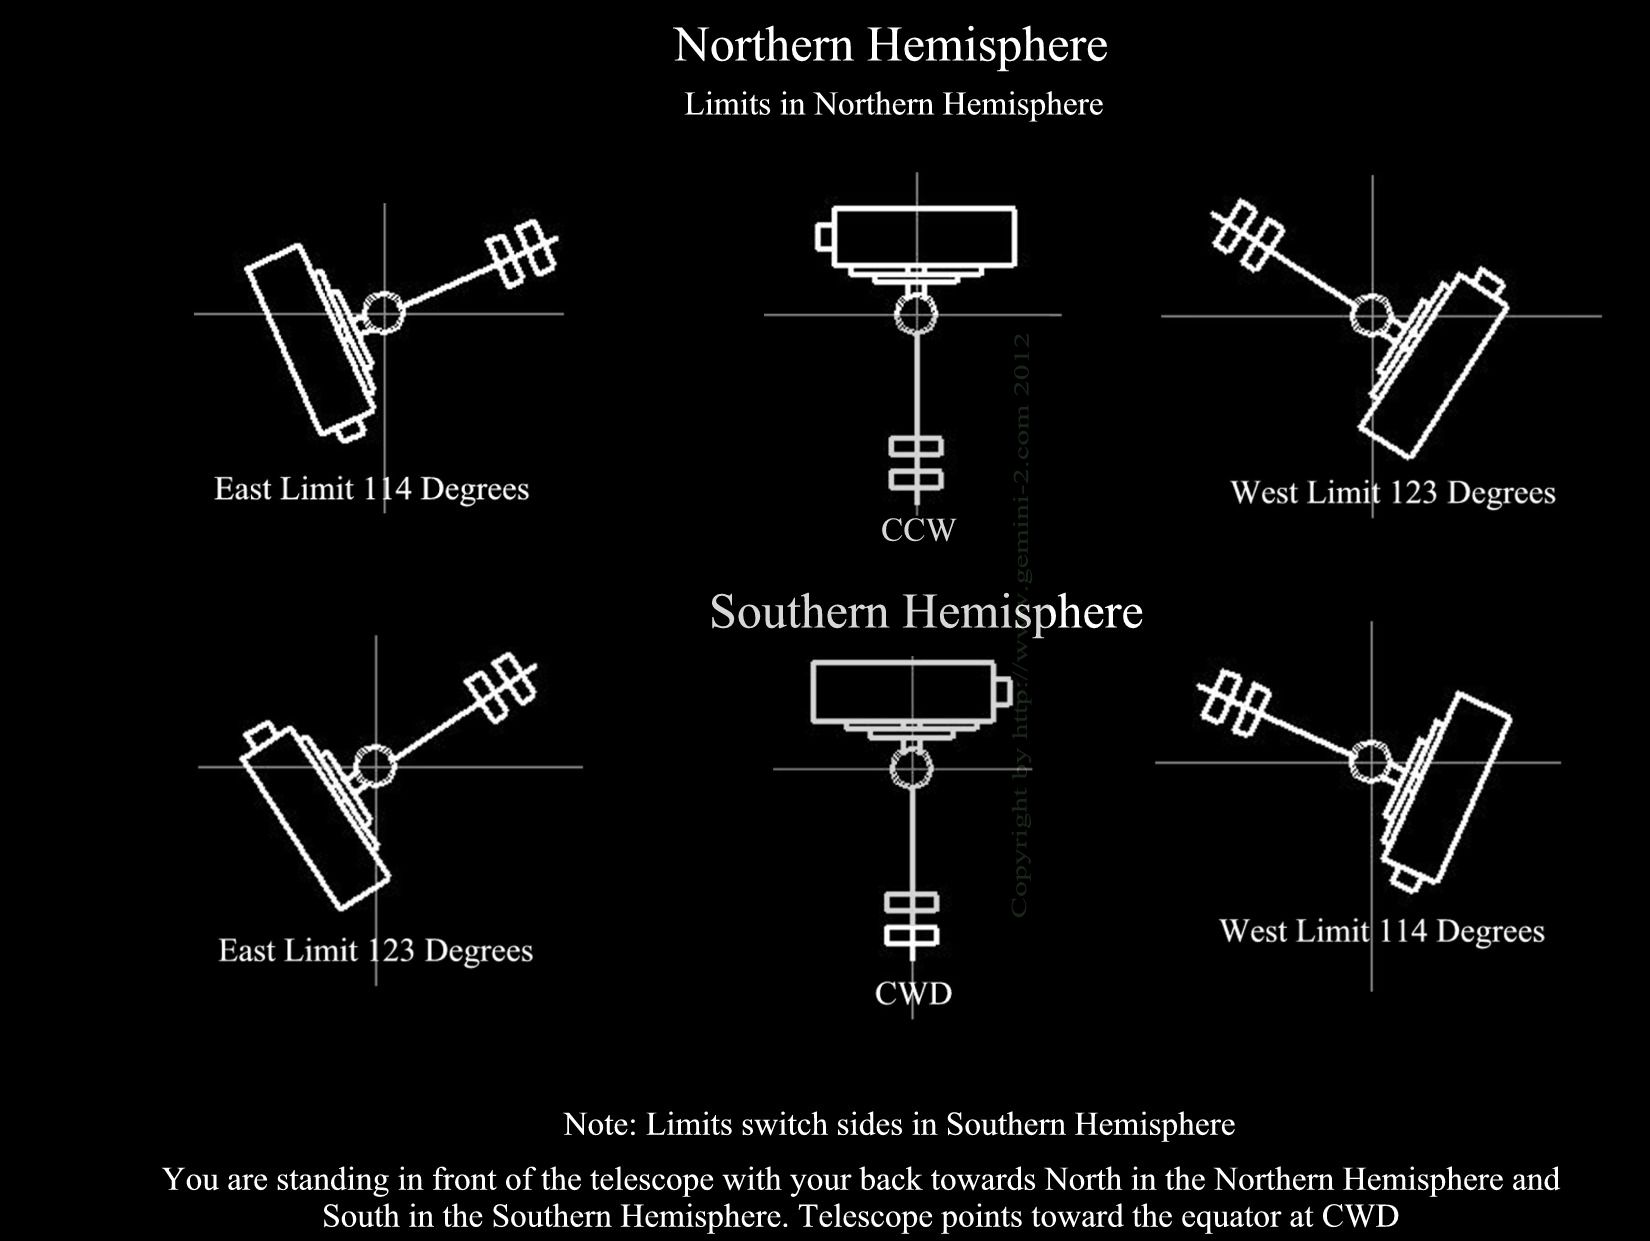 Northern Hemisphere
Limits in Northern Hemisphere
East Limit 114 Degrees
CCW
West Limit 123 Degrees
Southern Hemisphere
East Limit 123 Degrees
CWD
West Limit 114 Degrees
Copyright by http://www.gemini-2.com 2012
Note: Limits switch sides in Southern Hemisphere
You are standing in front of the telescope with your back towards North in the Northern Hemisphere and
South in the Southern Hemisphere. Telescope points toward the equator at CWD